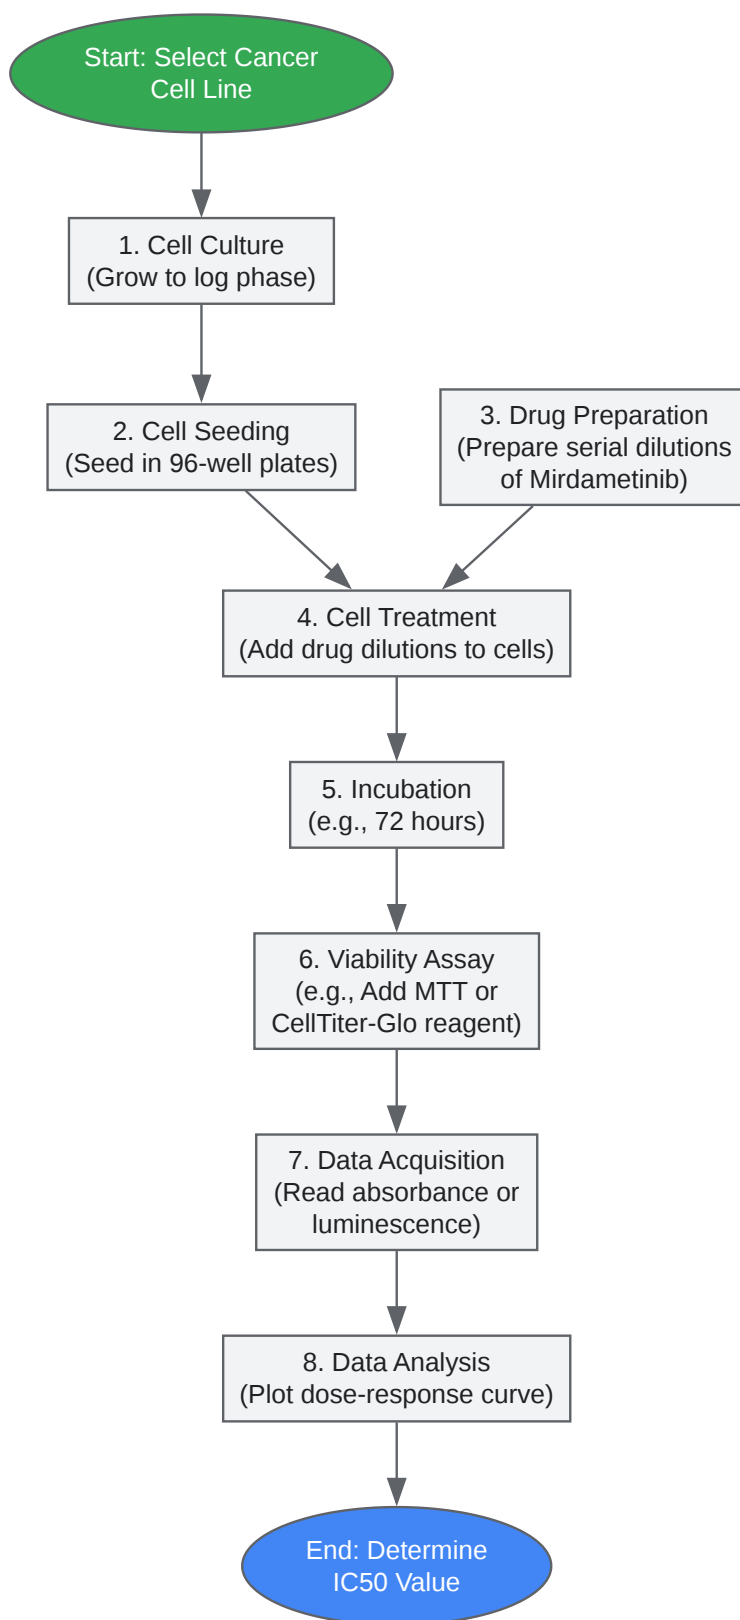 Start: Select Cancer
Cell Line
1. Cell Culture
(Grow to log phase)
2. Cell Seeding
(Seed in 96-well plates)
3. Drug Preparation
(Prepare serial dilutions
of Mirdametinib)
4. Cell Treatment
(Add drug dilutions to cells)
5. Incubation
(e.g., 72 hours)
6. Viability Assay
(e.g., Add MTT or
CellTiter-Glo reagent)
7. Data Acquisition
(Read absorbance or
luminescence)
8. Data Analysis
(Plot dose-response curve)
End: Determine
IC50 Value